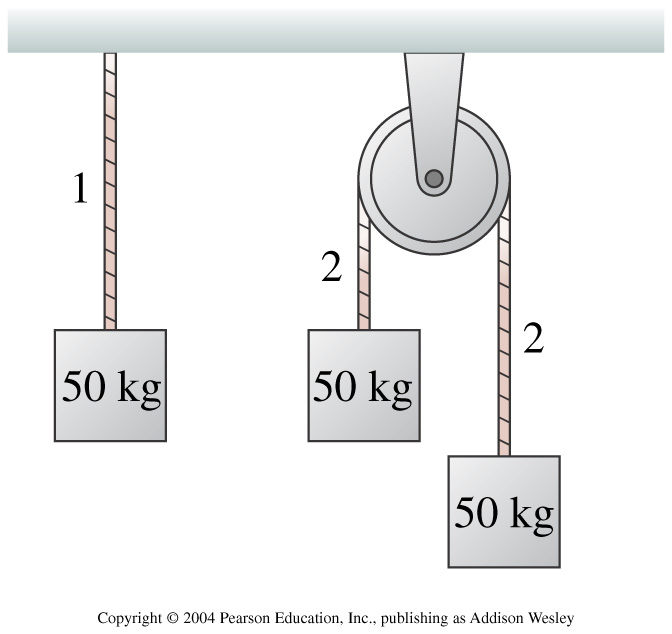 1
2
2
50 kg
50 kg
50 kg
Copyright © 2004 Pearson Education, Inc., publishing as Addison Wesley